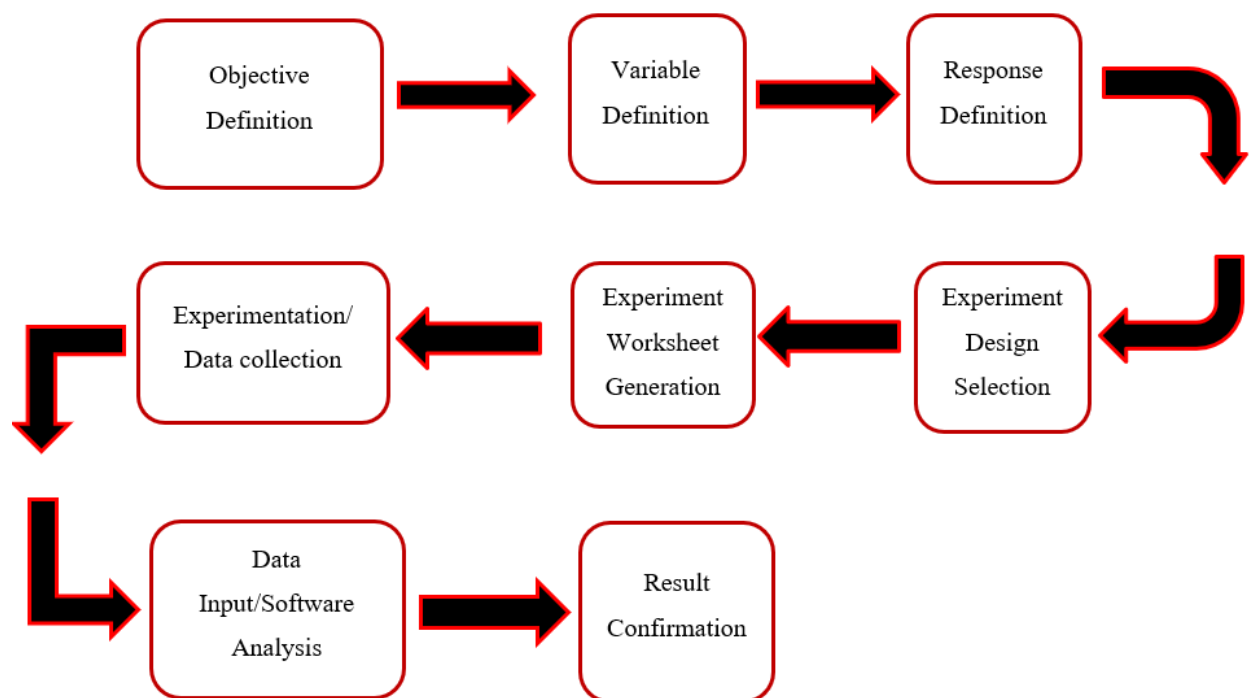 Objective
Definition
Variable
Definition
Response
Definition
Experiment
Design
Selection
Experiment
Worksheet
Generation
Experimentation/
Data collection
Data
Input/Software
Analysis
Result
Confirmation